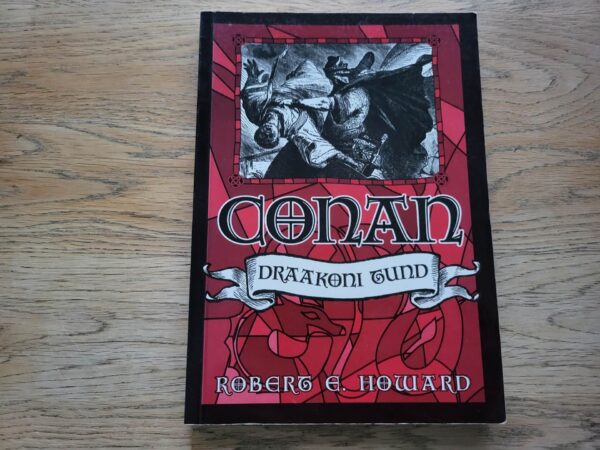 CONAN
DRAAKONI TUND
ROBERT E. HOWARD